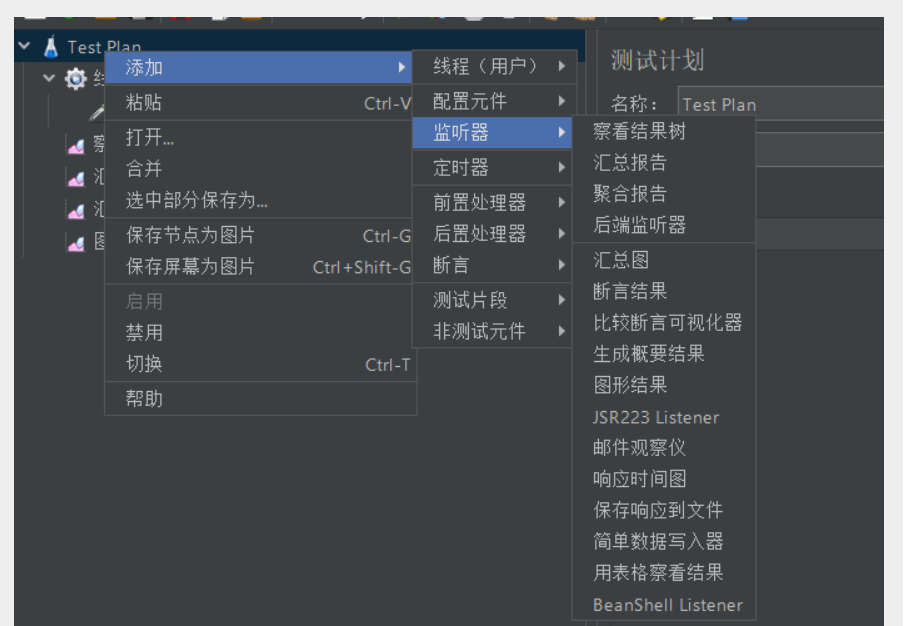 Test Plan
添加
粘贴 Ctrl-V
打开...
合并
选中部分保存为...
保存节点为图片 Ctrl-G
保存屏幕为图片 Ctrl+Shift-G
启用
禁用
切换 Ctrl-T
帮助
线程（用户）
配置元件
监听器
定时器
前置处理器
后置处理器
断言
测试片段
非测试元件
察看结果树
汇总报告
聚合报告
后端监听器
汇总图
断言结果
比较断言可视化器
生成概要结果
图形结果
JSR223 Listener
邮件观察仪
响应时间图
保存响应到文件
简单数据写入器
用表格察看结果
BeanShell Listener
测试计划
名称： Test Plan